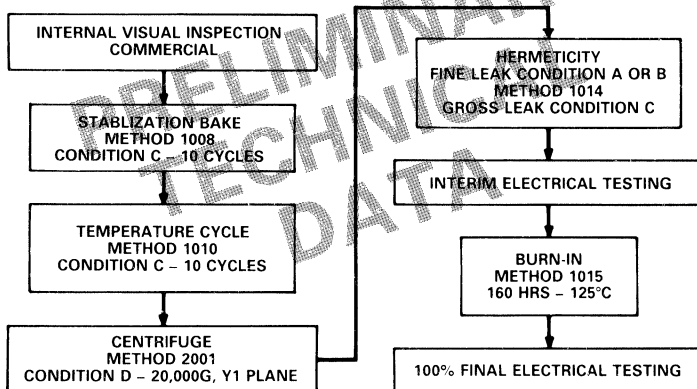 INTERNAL VISUAL INSPECTION
COMMERCIAL
STABLIZATION BAKE
METHOD 1008
CONDITION C – 10 CYCLES
TEMPERATURE CYCLE
METHOD 1010
CONDITION C – 10 CYCLES
CENTRIFUGE
METHOD 2001
CONDITION D – 20,000G, Y1 PLANE
HERMETICITY
FINE LEAK CONDITION A OR B
METHOD 1014
GROSS LEAK CONDITION C
INTERIM ELECTRICAL TESTING
BURN-IN
METHOD 1015
160 HRS – 125°C
100% FINAL ELECTRICAL TESTING
PRELIMINA
TECHNICAL
DATA